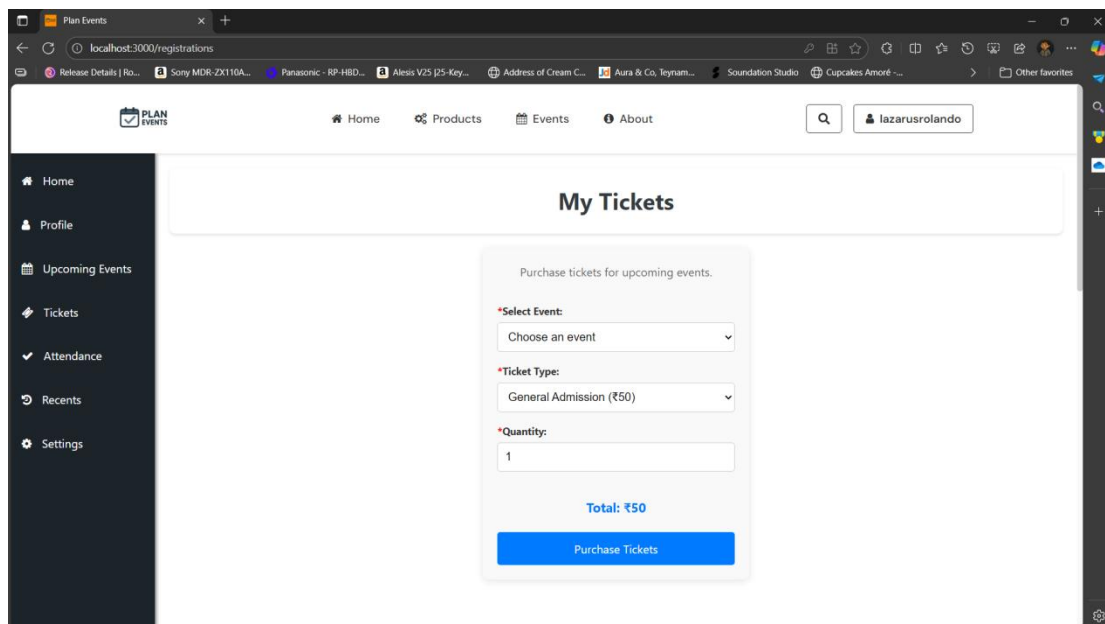 Plan Events
localhost:3000/registrations
Release Details | Ro...
Sony MDR-ZX110A...
Panasonic - RP-HBD...
Alesis V25 |25-Key...
Address of Cream C...
Aura & Co, Teynam...
Soundation Studio
Cupcakes Amoré -...
Other favorites
PLAN
EVENTS
Home
Products
Events
About
lazarusrolando
Home
Profile
Upcoming Events
Tickets
Attendance
Recents
Settings
My Tickets
Purchase tickets for upcoming events.
*Select Event:
Choose an event
*Ticket Type:
General Admission (₹50)
*Quantity:
1
Total: ₹50
Purchase Tickets